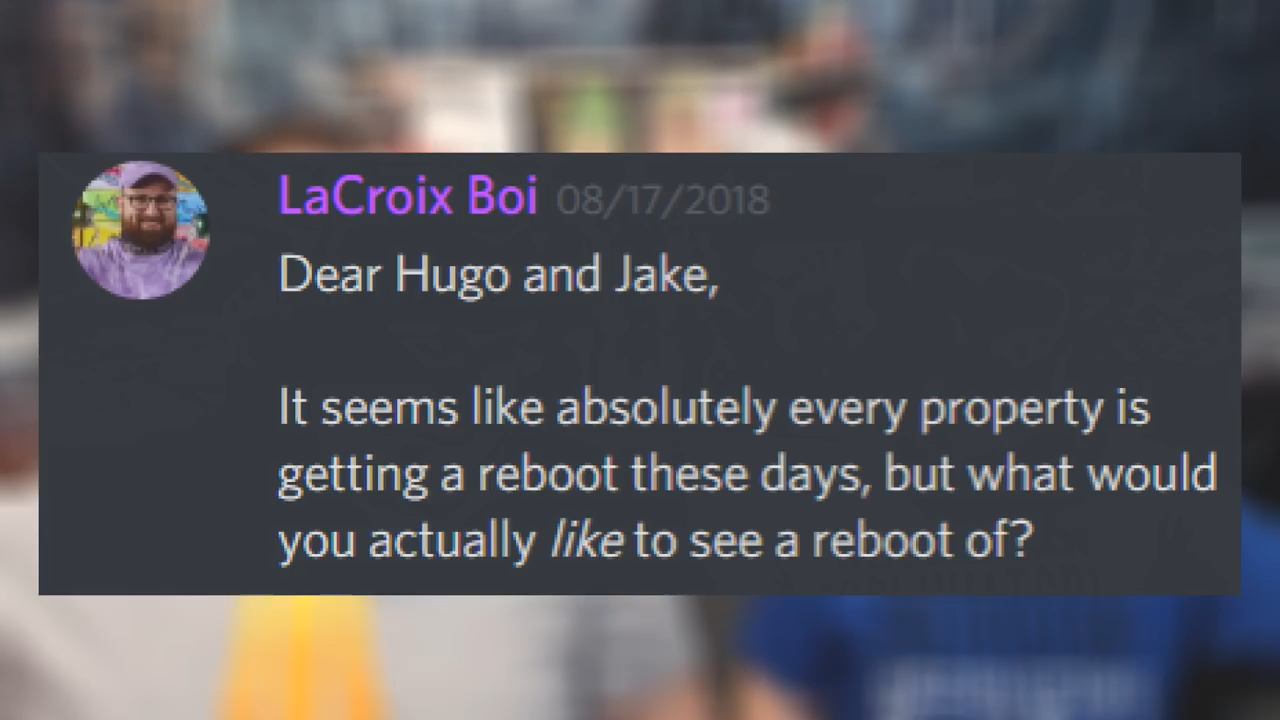 LaCroix Boi 08/17/2018
Dear Hugo and Jake,
It seems like absolutely every property is
getting a reboot these days, but what would
you actually like to see a reboot of?